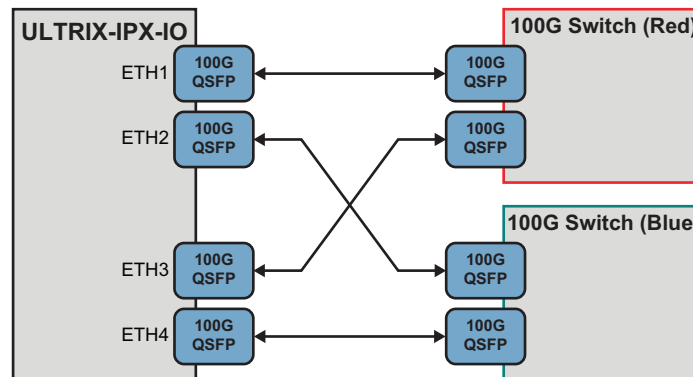 ULTRIX-IPX-IO
100G Switch (Red)
ETH1
100G
QSFP
100G
QSFP
ETH2
100G
QSFP
100G
QSFP
100G Switch (Blue
ETH3
100G
QSFP
100G
QSFP
ETH4
100G
QSFP
100G
QSFP